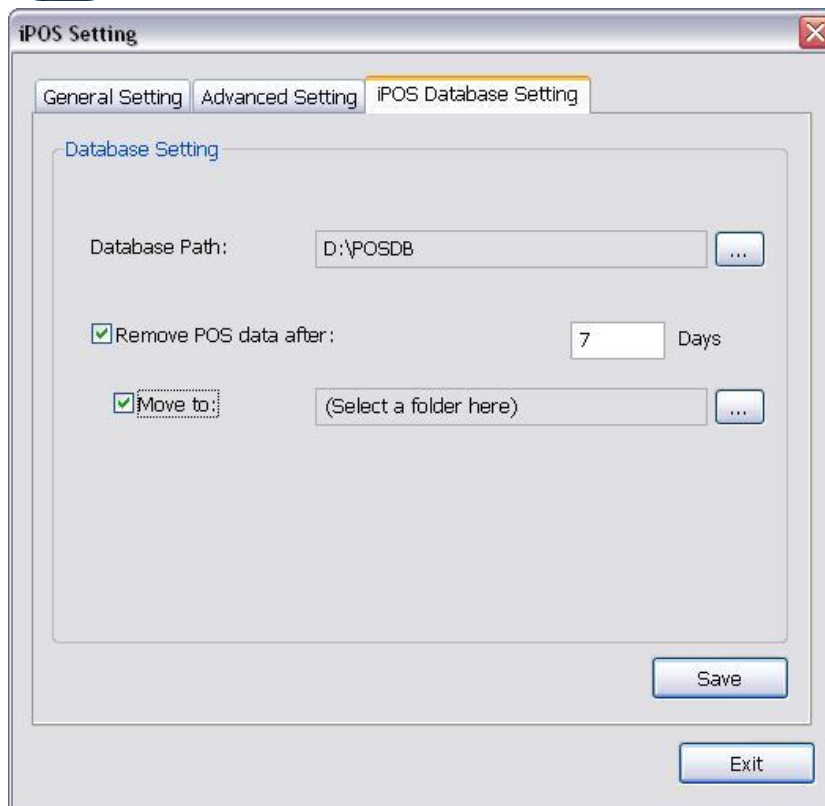 iPOS Setting
General Setting Advanced Setting iPOS Database Setting
Database Setting
Database Path: D:\POSDB ...
Remove POS data after: 7 Days
Move to: (Select a folder here) ...
Save
Exit